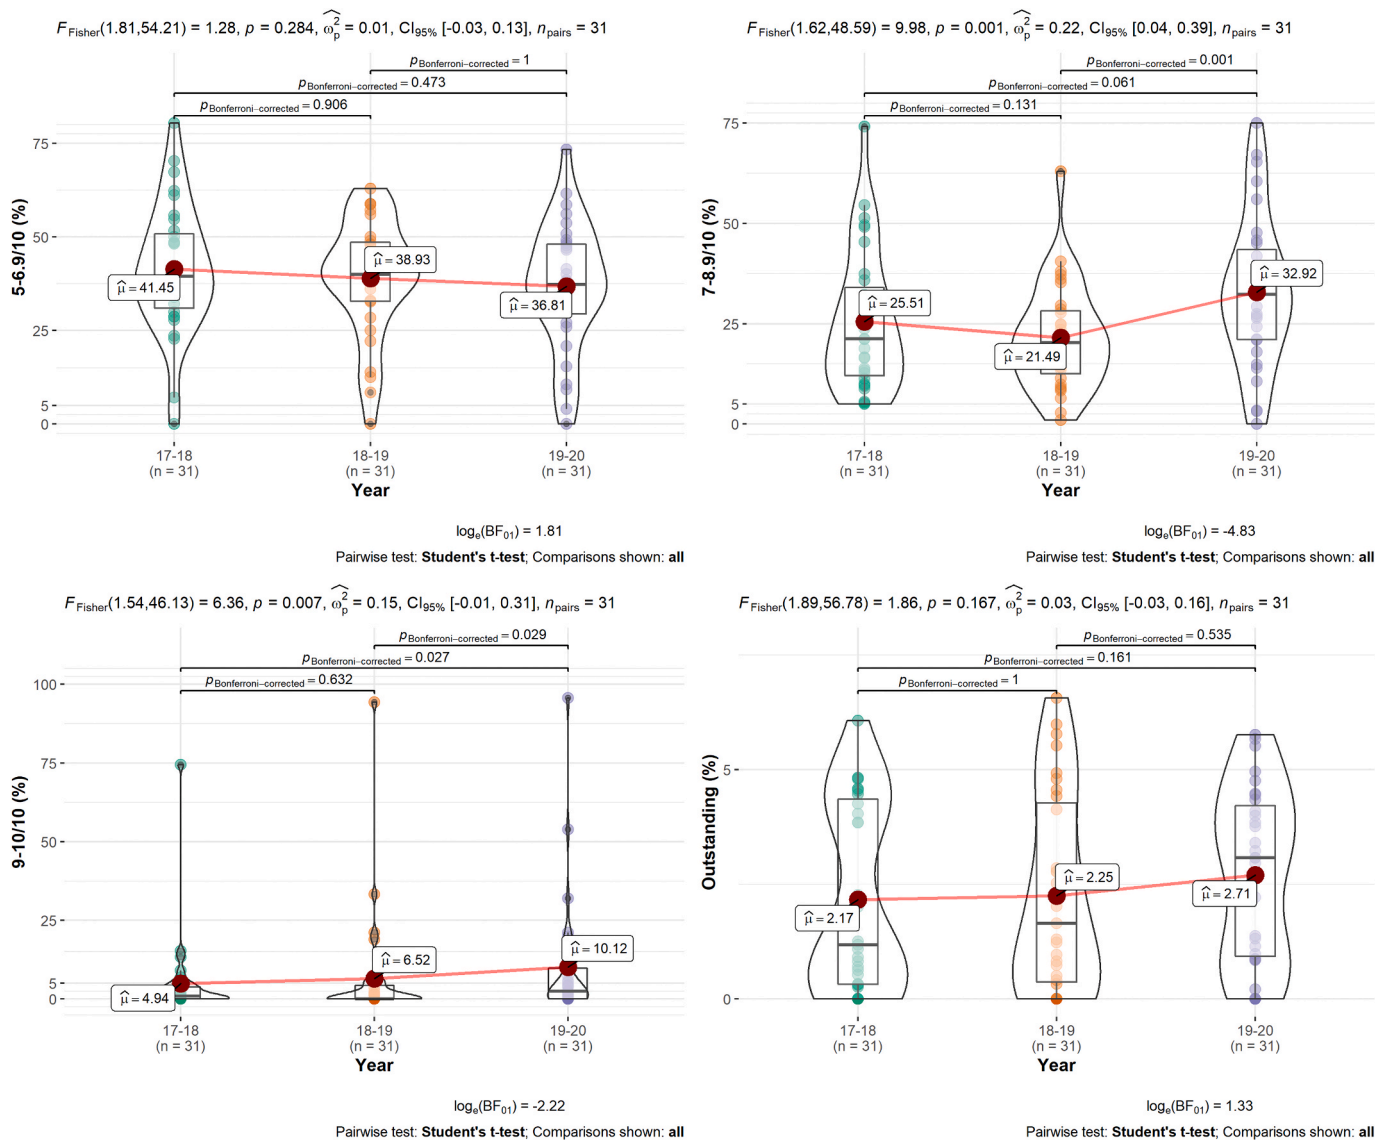 F_Fisher(1.81,54.21) = 1.28, p = 0.284, ω̂²_p = 0.01, CI_95% [-0.03, 0.13], n_pairs = 31
p_Bonferroni−corrected = 1
p_Bonferroni−corrected = 0.473
p_Bonferroni−corrected = 0.906
75
50
25
5
0
5-6.9/10 (%)
μ̂ = 41.45
μ̂ = 38.93
μ̂ = 36.81
17-18 18-19 19-20
(n = 31) (n = 31) (n = 31)
Year
log_e(BF_01) = 1.81
Pairwise test: Student's t-test; Comparisons shown: all
F_Fisher(1.62,48.59) = 9.98, p = 0.001, ω̂²_p = 0.22, CI_95% [0.04, 0.39], n_pairs = 31
p_Bonferroni−corrected = 0.001
p_Bonferroni−corrected = 0.061
p_Bonferroni−corrected = 0.131
75
50
25
5
0
7-8.9/10 (%)
μ̂ = 25.51
μ̂ = 21.49
μ̂ = 32.92
17-18 18-19 19-20
(n = 31) (n = 31) (n = 31)
Year
log_e(BF_01) = -4.83
Pairwise test: Student's t-test; Comparisons shown: all
F_Fisher(1.54,46.13) = 6.36, p = 0.007, ω̂²_p = 0.15, CI_95% [-0.01, 0.31], n_pairs = 31
p_Bonferroni−corrected = 0.029
p_Bonferroni−corrected = 0.027
p_Bonferroni−corrected = 0.632
100
75
50
25
5
0
9-10/10 (%)
μ̂ = 4.94
μ̂ = 6.52
μ̂ = 10.12
17-18 18-19 19-20
(n = 31) (n = 31) (n = 31)
Year
log_e(BF_01) = -2.22
Pairwise test: Student's t-test; Comparisons shown: all
F_Fisher(1.89,56.78) = 1.86, p = 0.167, ω̂²_p = 0.03, CI_95% [-0.03, 0.16], n_pairs = 31
p_Bonferroni−corrected = 0.535
p_Bonferroni−corrected = 0.161
p_Bonferroni−corrected = 1
5
0
Outstanding (%)
μ̂ = 2.17
μ̂ = 2.25
μ̂ = 2.71
17-18 18-19 19-20
(n = 31) (n = 31) (n = 31)
Year
log_e(BF_01) = 1.33
Pairwise test: Student's t-test; Comparisons shown: all